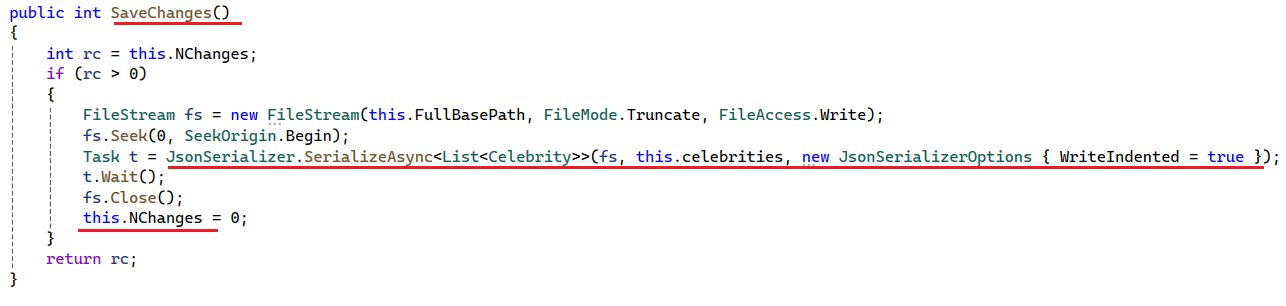 public int SaveChanges()
{
    int rc = this.NChanges;
    if (rc > 0)
    {
        FileStream fs = new FileStream(this.FullBasePath, FileMode.Truncate, FileAccess.Write);
        fs.Seek(0, SeekOrigin.Begin);
        Task t = JsonSerializer.SerializeAsync<List<Celebrity>>(fs, this.celebrities, new JsonSerializerOptions { WriteIndented = true });
        t.Wait();
        fs.Close();
        this.NChanges = 0;
    }
    return rc;
}